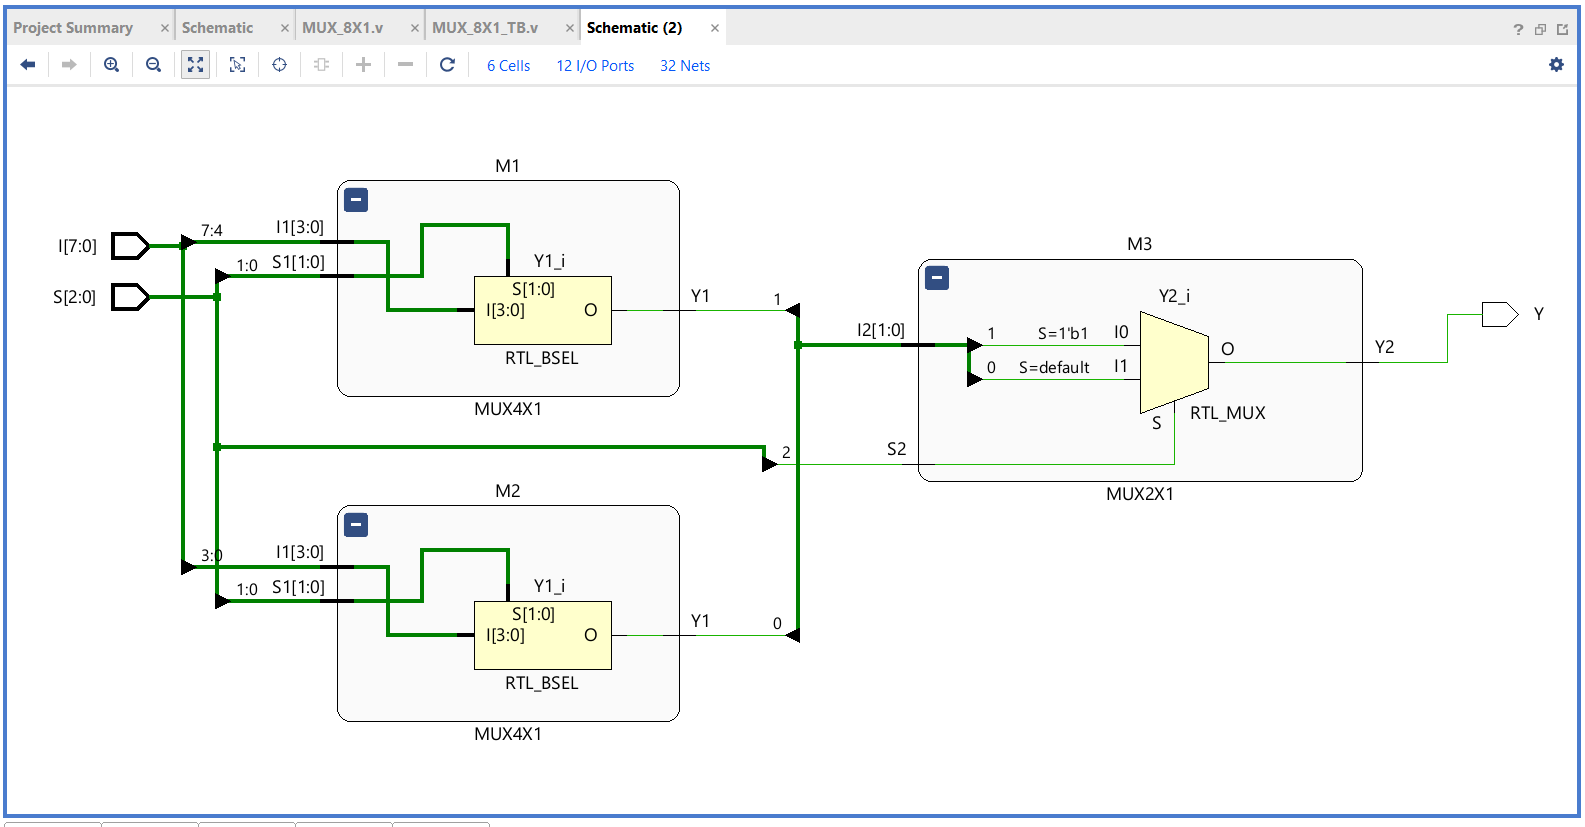 Project Summary × Schematic × MUX_8X1.v × MUX_8X1_TB.v × Schematic (2) × ?
6 Cells 12 I/O Ports 32 Nets
M1
I[7:0]
7:4
I1[3:0]
S[2:0]
1:0
S1[1:0]
Y1_i
S[1:0]
I[3:0]
O
RTL_BSEL
Y1
1
MUX4X1
M2
3:0
I1[3:0]
1:0
S1[1:0]
Y1_i
S[1:0]
I[3:0]
O
RTL_BSEL
Y1
0
MUX4X1
2
S2
M3
I2[1:0]
Y2_i
1
S=1'b1
I0
0
S=default
I1
O
S
RTL_MUX
Y2
MUX2X1
Y